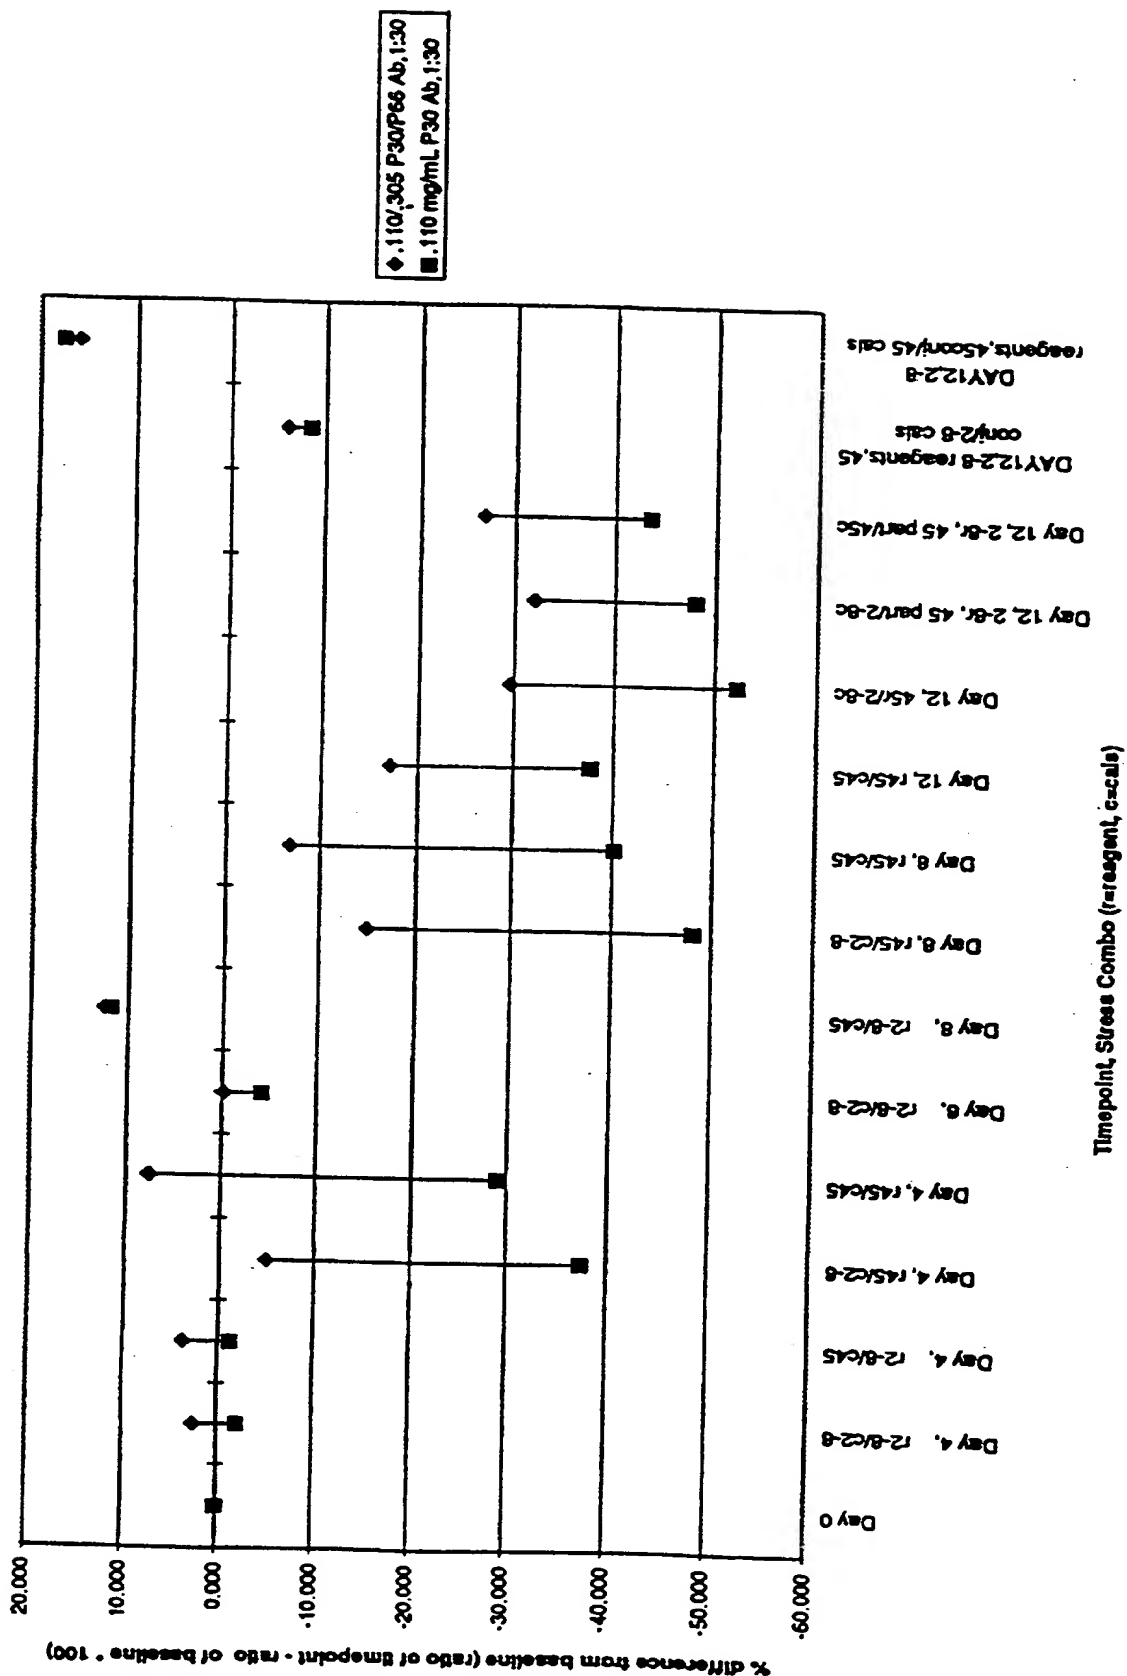 .110/.305 P30/P66 Ab,1:30
.110 mg/mL P30 Ab,1:30
% difference from baseline (ratio of timepoint - ratio of baseline * 100)
20.000
10.000
0.000
-10.000
-20.000
-30.000
-40.000
-50.000
-60.000
Day 0
Day 4, r2-8/c2-8
Day 4, r2-8/c45
Day 4, r45/c2-8
Day 4, r45/c45
Day 8, r2-8/c2-8
Day 8, r2-8/c45
Day 8, r45/c2-8
Day 8, r45/c45
Day 12, r45/c45
Day 12, 45r/2-8c
Day 12, 2-8r, 45 part/2-8c
Day 12, 2-8r, 45 part/45c
DAY12,2-8 reagents,45
conj/2-8 cals
DAY12,2-8
reagents,45conj/45 cals
Timepoint, Stress Combo (r=reagent, c=cals)